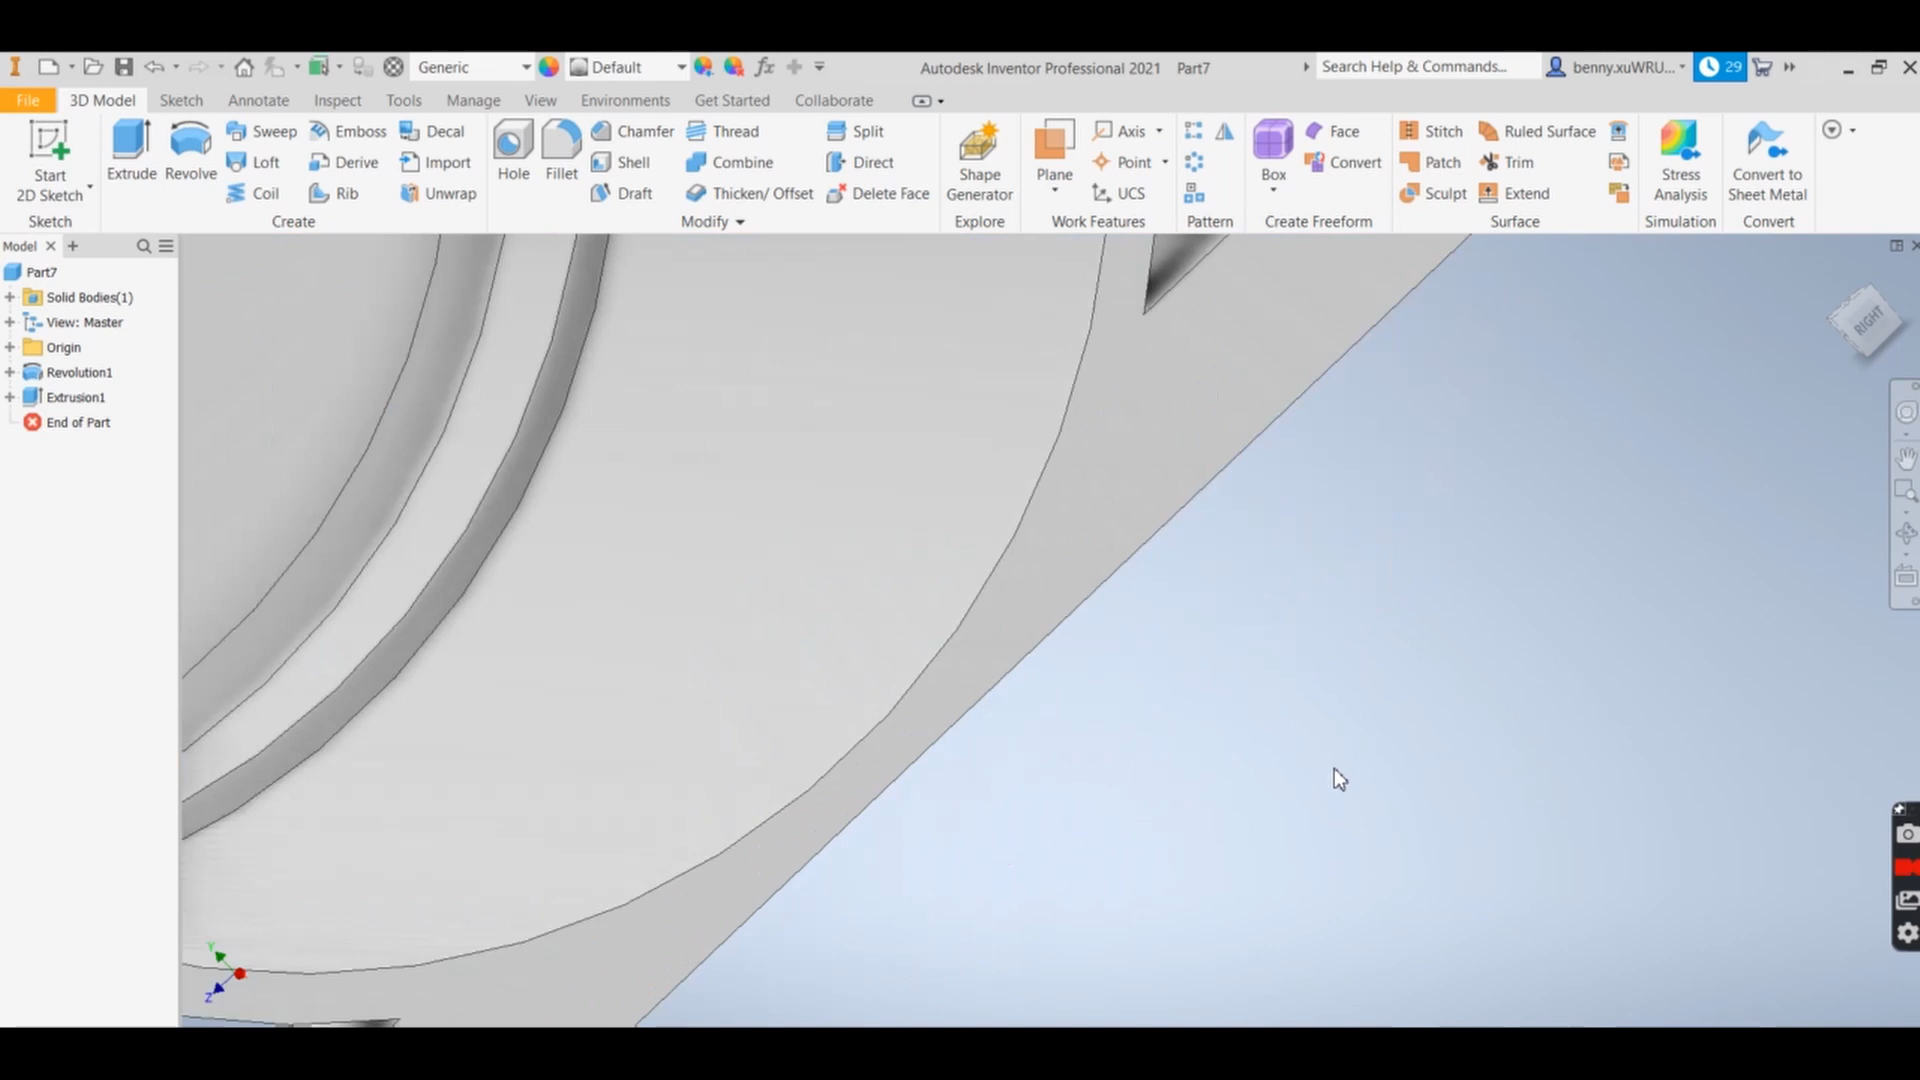 Generic
Default
fx
Autodesk Inventor Professional 2021 Part7
Search Help & Commands...
benny.xuWRU...
29
File 3D Model Sketch Annotate Inspect Tools Manage View Environments Get Started Collaborate
Start
2D Sketch
Sketch
Extrude
Revolve
Sweep
Loft
Coil
Emboss
Derive
Rib
Decal
Import
Unwrap
Create
Hole
Fillet
Chamfer
Shell
Draft
Thread
Combine
Thicken/ Offset
Split
Direct
Delete Face
Modify
Shape
Generator
Explore
Plane
Axis
Point
UCS
Work Features
Pattern
Box
Face
Convert
Create Freeform
Stitch
Patch
Sculpt
Ruled Surface
Trim
Extend
Surface
Stress
Analysis
Simulation
Convert to
Sheet Metal
Convert
Model
Part7
Solid Bodies(1)
View: Master
Origin
Revolution1
Extrusion1
End of Part
RIGHT
Y
Z